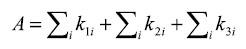 A = ∑ᵢ k₁ᵢ + ∑ᵢ k₂ᵢ + ∑ᵢ k₃ᵢ